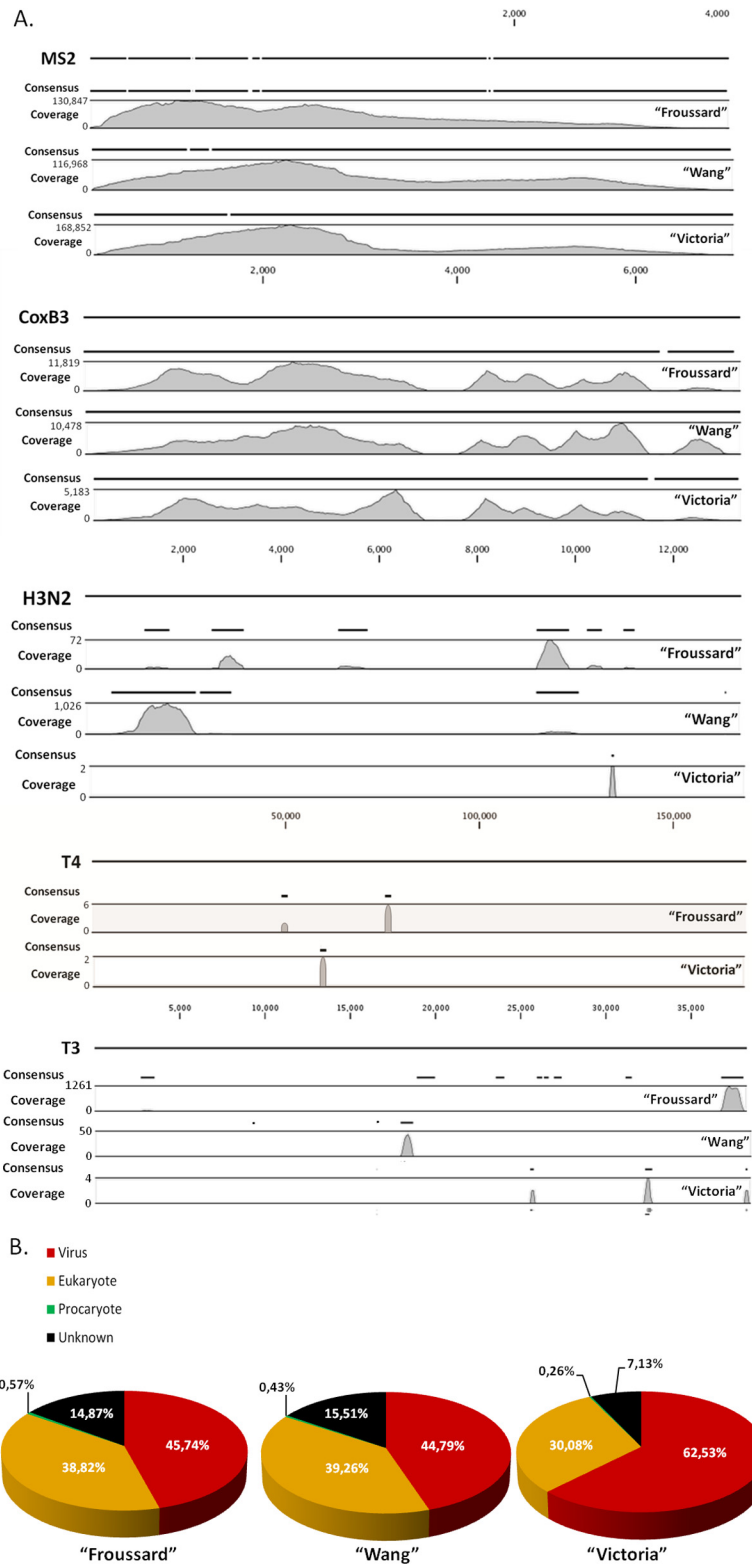 A.
2,000 4,000
MS2
Consensus
130,847
Coverage
0
"Froussard"
Consensus
116,968
Coverage
0
"Wang"
Consensus
168,852
Coverage
0
"Victoria"
2,000 4,000 6,000
CoxB3
Consensus
11,819
Coverage
0
"Froussard"
Consensus
10,478
Coverage
0
"Wang"
Consensus
5,183
Coverage
0
"Victoria"
2,000 4,000 6,000 8,000 10,000 12,000
H3N2
Consensus
72
Coverage
0
"Froussard"
Consensus
1,026
Coverage
0
"Wang"
Consensus
2
Coverage
0
"Victoria"
50,000 100,000 150,000
T4
Consensus
6
Coverage
0
"Froussard"
Consensus
2
Coverage
0
"Victoria"
5,000 10,000 15,000 20,000 25,000 30,000 35,000
T3
Consensus
1261
Coverage
0
"Froussard"
Consensus
50
Coverage
0
"Wang"
Consensus
4
Coverage
0
"Victoria"
B.
Virus
Eukaryote
Procaryote
Unknown
0,57%
14,87%
45,74%
38,82%
"Froussard"
0,43%
15,51%
44,79%
39,26%
"Wang"
0,26%
7,13%
30,08%
62,53%
"Victoria"